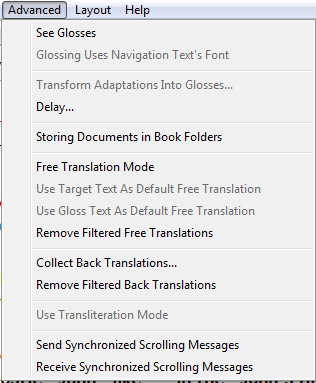 Advanced Layout Help
See Glosses
Glossing Uses Navigation Text's Font
Transform Adaptations Into Glosses...
Delay...
Storing Documents in Book Folders
Free Translation Mode
Use Target Text As Default Free Translation
Use Gloss Text As Default Free Translation
Remove Filtered Free Translations
Collect Back Translations...
Remove Filtered Back Translations
Use Transliteration Mode
Send Synchronized Scrolling Messages
Receive Synchronized Scrolling Messages